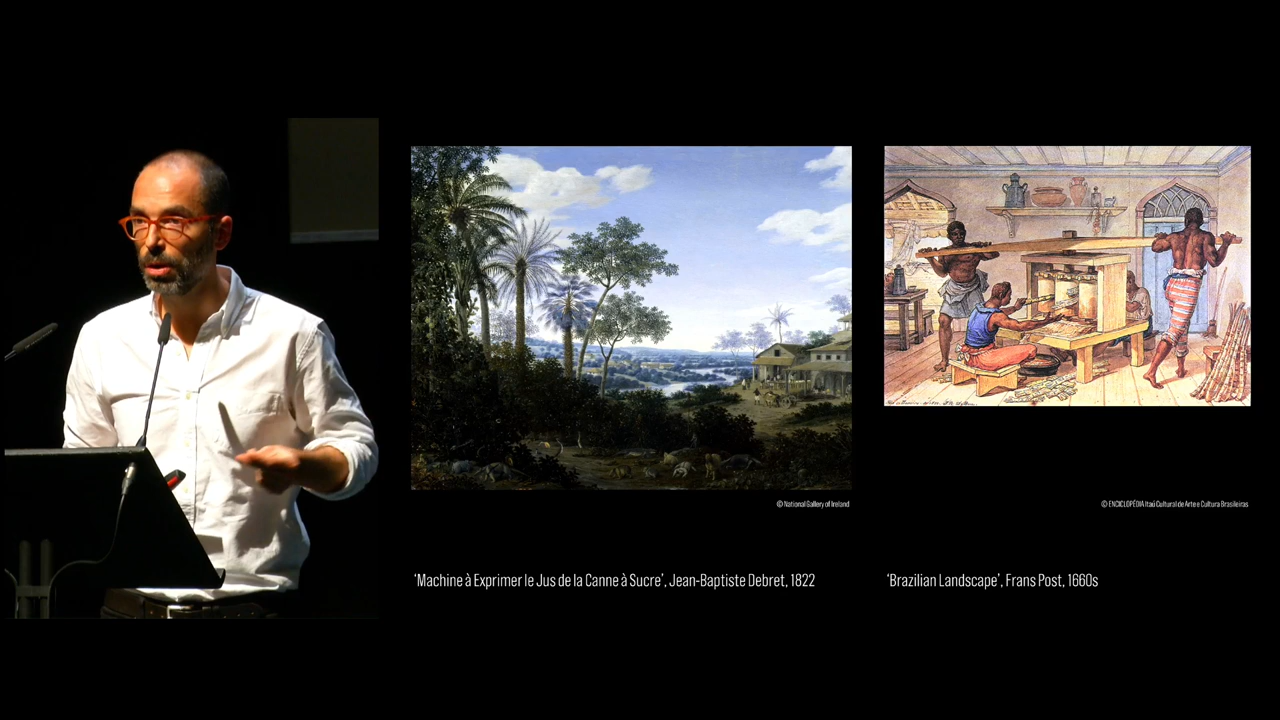 © National Gallery of Ireland
© ENCICLOPÉDIA Itaú Cultural de Arte e Cultura Brasileiras
‘Machine à Exprimer le Jus de la Canne à Sucre’, Jean-Baptiste Debret, 1822
‘Brazilian Landscape’, Frans Post, 1660s